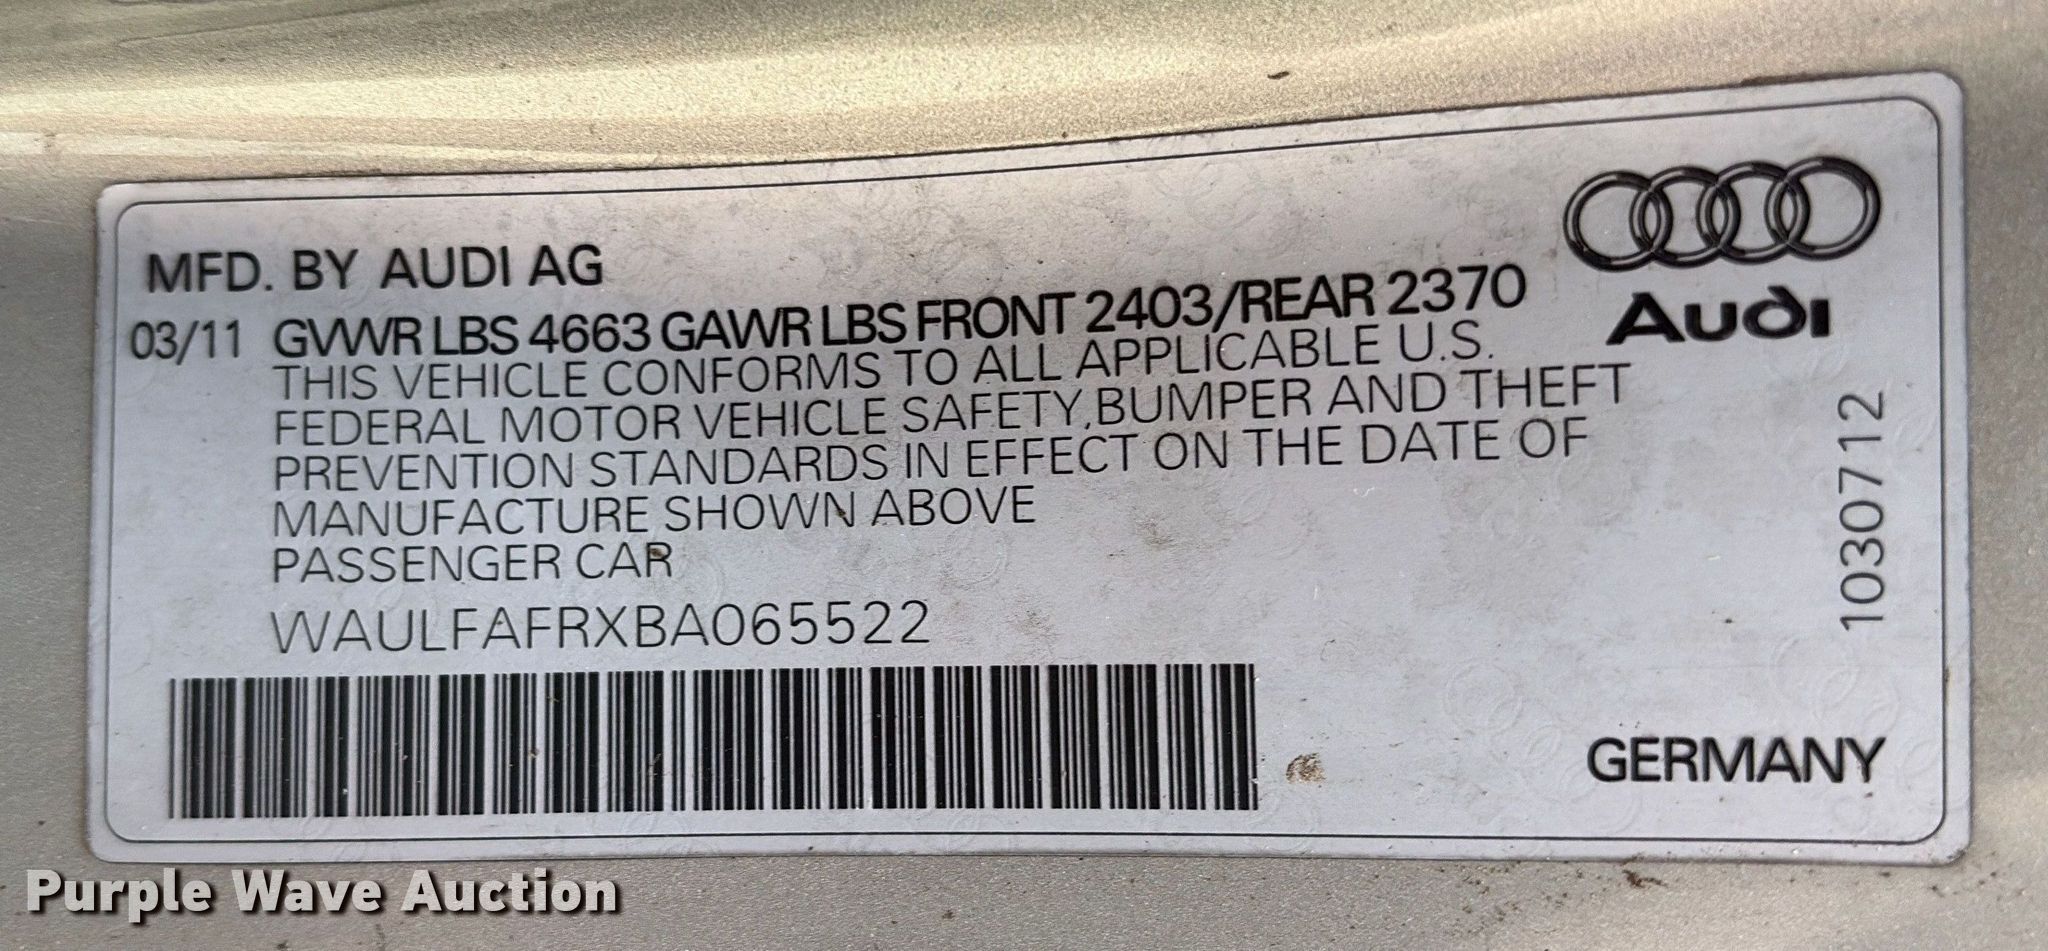 MFD. BY AUDI AG
03/11 GVWR LBS 4663 GAWR LBS FRONT 2403/REAR 2370
THIS VEHICLE CONFORMS TO ALL APPLICABLE U.S.
FEDERAL MOTOR VEHICLE SAFETY,BUMPER AND THEFT
PREVENTION STANDARDS IN EFFECT ON THE DATE OF
MANUFACTURE SHOWN ABOVE
PASSENGER CAR
WAULFAFRXBA065522
Audi
1030712
GERMANY
Purple Wave Auction